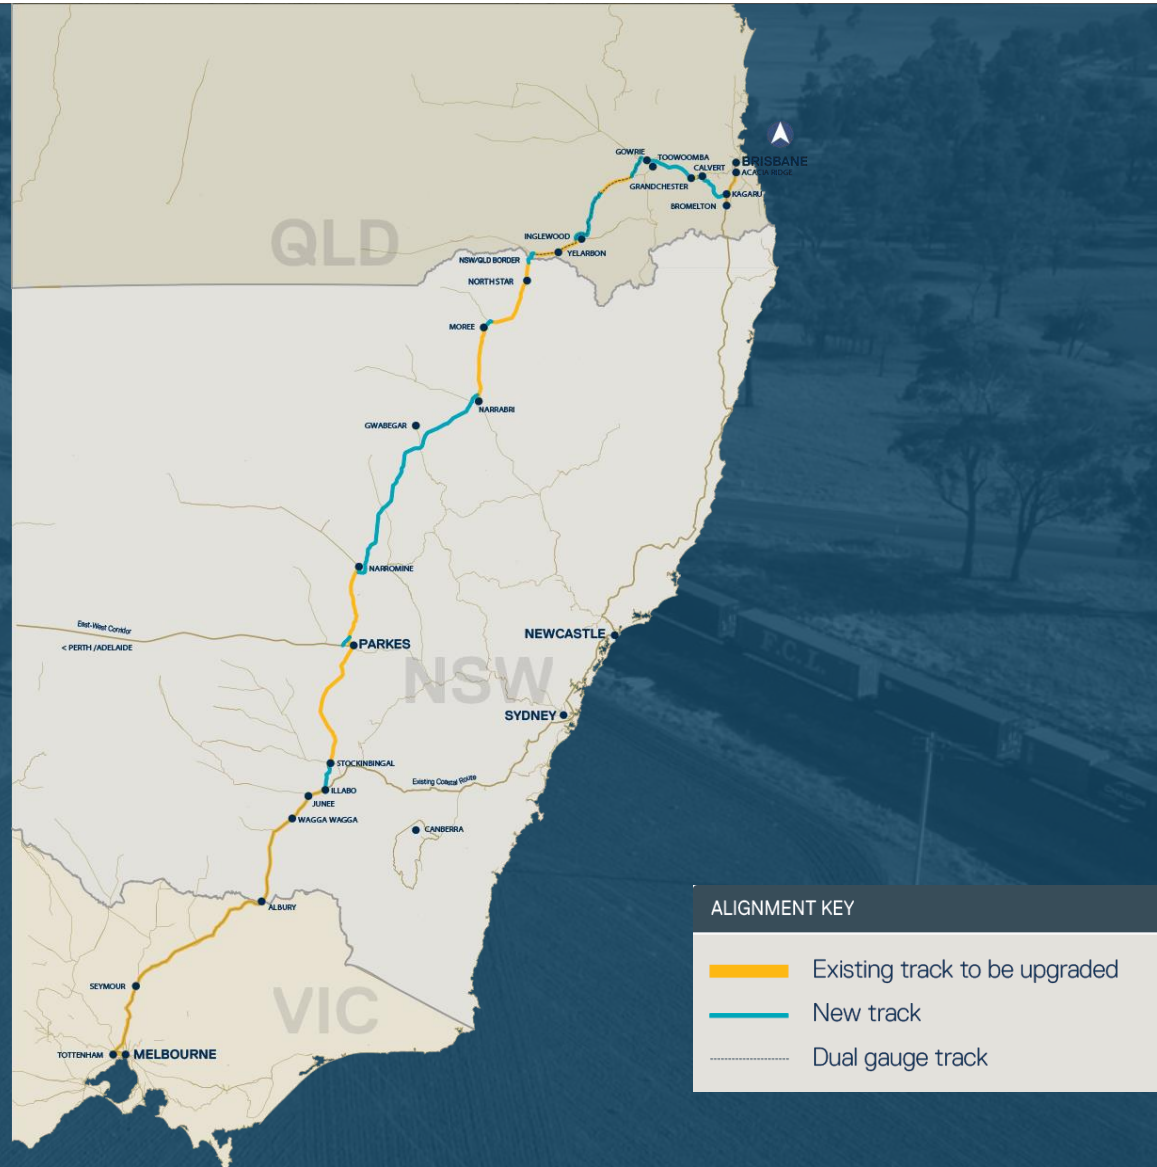 GOWRIE
TOOWOOMBA
BRISBANE
CALVERT
ACACIA RIDGE
GRANDCHESTER
KAGARU
BROMELTON
QLD
INGLEWOOD
YELARBON
NSW/QLD BORDER
NORTH STAR
MOREE
NARRABRI
GWABEGAR
NARROMINE
East-West Corridor
< PERTH /ADELAIDE
PARKES
NEWCASTLE
NSW
SYDNEY
STOCKINBINGAL
Existing Coastal Route
ILLABO
JUNEE
WAGGA WAGGA
CANBERRA
ALBURY
SEYMOUR
VIC
TOTTENHAM
MELBOURNE
ALIGNMENT KEY
Existing track to be upgraded
New track
Dual gauge track